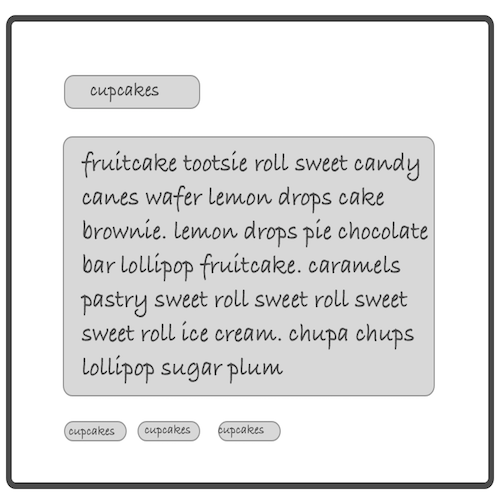 cupcakes
fruitcake tootsie roll sweet candy
canes wafer lemon drops cake
brownie. lemon drops pie chocolate
bar lollipop fruitcake. caramels
pastry sweet roll sweet roll sweet
sweet roll ice cream. chupa chups
lollipop sugar plum
cupcakes cupcakes cupcakes